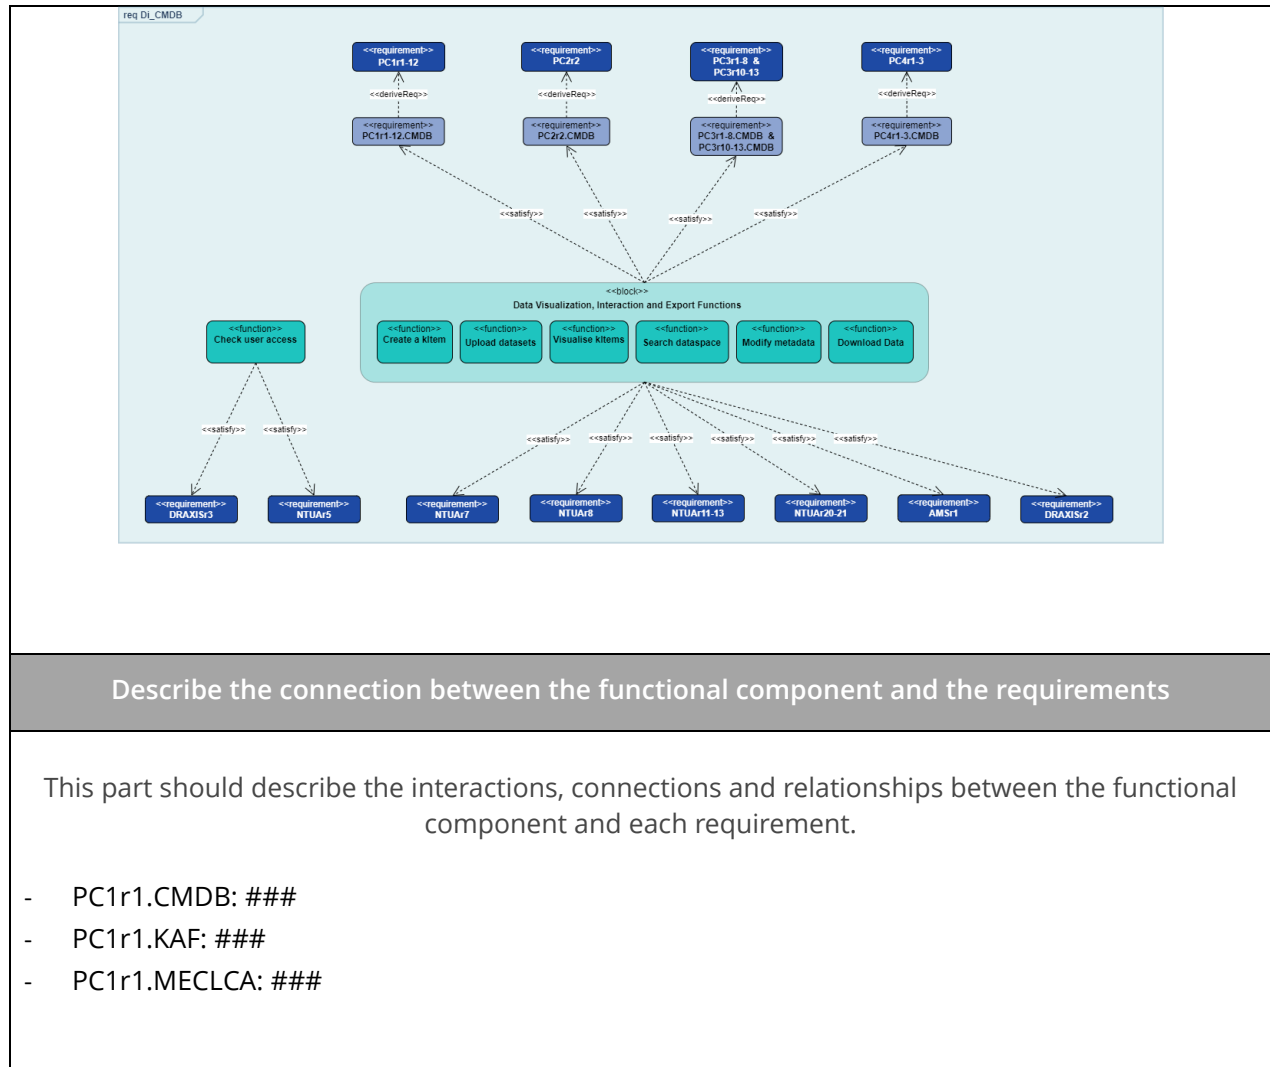 req Di_CMDB
<<requirement>>
PC1r1-12
<<requirement>>
PC2r2
<<requirement>>
PC3r1-8 &
PC3r10-13
<<requirement>>
PC4r1-3
<<deriveReq>>
<<deriveReq>>
<<deriveReq>>
<<deriveReq>>
<<requirement>>
PC1r1-12.CMDB
<<requirement>>
PC2r2.CMDB
<<requirement>>
PC3r1-8.CMDB &
PC3r10-13.CMDB
<<requirement>>
PC4r1-3.CMDB
<<satisfy>>
<<satisfy>>
<<satisfy>>
<<satisfy>>
<<block>>
Data Visualization, Interaction and Export Functions
<<function>>
Check user access
<<function>>
Create a kItem
<<function>>
Upload datasets
<<function>>
Visualise kItems
<<function>>
Search dataspace
<<function>>
Modify metadata
<<function>>
Download Data
<<satisfy>>
<<satisfy>>
<<satisfy>>
<<satisfy>>
<<satisfy>>
<<satisfy>>
<<satisfy>>
<<satisfy>>
<<requirement>>
DRAXISr3
<<requirement>>
NTUAr5
<<requirement>>
NTUAr7
<<requirement>>
NTUAr8
<<requirement>>
NTUAr11-13
<<requirement>>
NTUAr20-21
<<requirement>>
AMSr1
<<requirement>>
DRAXISr2
Describe the connection between the functional component and the requirements
This part should describe the interactions, connections and relationships between the functional
component and each requirement.
- PC1r1.CMDB: ###
- PC1r1.KAF: ###
- PC1r1.MECLCA: ###